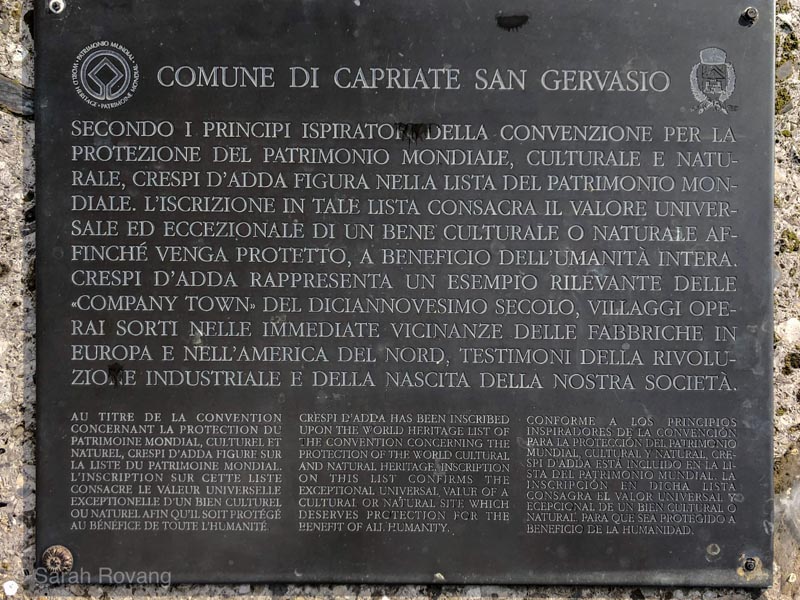 COMUNE DI CAPRIATE SAN GERVASIO
WORLD HERITAGE • PATRIMONIO MUNDIAL • PATRIMOINE MONDIAL
SECONDO I PRINCIPI ISPIRATORI DELLA CONVENZIONE PER LA
PROTEZIONE DEL PATRIMONIO MONDIALE, CULTURALE E NATU-
RALE, CRESPI D'ADDA FIGURA NELLA LISTA DEL PATRIMONIO MON-
DIALE. L'ISCRIZIONE IN TALE LISTA CONSACRA IL VALORE UNIVER-
SALE ED ECCEZIONALE DI UN BENE CULTURALE O NATURALE AF-
FINCHÉ VENGA PROTETTO, A BENEFICIO DELL'UMANITÀ INTERA.
CRESPI D'ADDA RAPPRESENTA UN ESEMPIO RILEVANTE DELLE
«COMPANY TOWN» DEL DICIANNOVESIMO SECOLO, VILLAGGI OPE-
RAI SORTI NELLE IMMEDIATE VICINANZE DELLE FABBRICHE IN
EUROPA E NELL'AMERICA DEL NORD, TESTIMONI DELLA RIVOLU-
ZIONE INDUSTRIALE E DELLA NASCITA DELLA NOSTRA SOCIETÀ.
AU TITRE DE LA CONVENTION
CONCERNANT LA PROTECTION DU
PATRIMOINE MONDIAL, CULTUREL ET
NATUREL, CRESPI D'ADDA FIGURE SUR
LA LISTE DU PATRIMOINE MONDIAL.
L'INSCRIPTION SUR CETTE LISTE
CONSACRE LE VALEUR UNIVERSELLE
EXCEPTIONELLE D'UN BIEN CULTUREL
OU NATUREL AFIN QU'IL SOIT PROTÉGÉ
AU BÉNÉFICE DE TOUTE L'HUMANITÉ.
CRESPI D'ADDA HAS BEEN INSCRIBED
UPON THE WORLD HERITAGE LIST OF
THE CONVENTION CONCERNING THE
PROTECTION OF THE WORLD CULTURAL
AND NATURAL HERITAGE, INSCRIPTION
ON THIS LIST CONFIRMS THE
EXCEPTIONAL UNIVERSAL VALUE OF A
CULTURAL OR NATURAL SITE WHICH
DESERVES PROTECTION FOR THE
BENEFIT OF ALL HUMANITY.
CONFORME A LOS PRINCIPIOS
INSPIRADORES DE LA CONVENCIÓN
PARA LA PROTECCIÓN DEL PATRIMONIO
MUNDIAL, CULTURAL Y NATURAL, CRE-
SPI D'ADDA ESTÁ INCLUIDO EN LA LI-
STA DEL PATRIMONIO MUNDIAL. LA
INSCRIPCIÓN EN DICHA LISTA
CONSAGRA EL VALOR UNIVERSAL Y
ECEPCIONAL DE UN BIEN CULTURAL O
NATURAL PARA QUE SEA PROTEGIDO A
BENEFICIO DE LA HUMANIDAD.
© Sarah Rovang